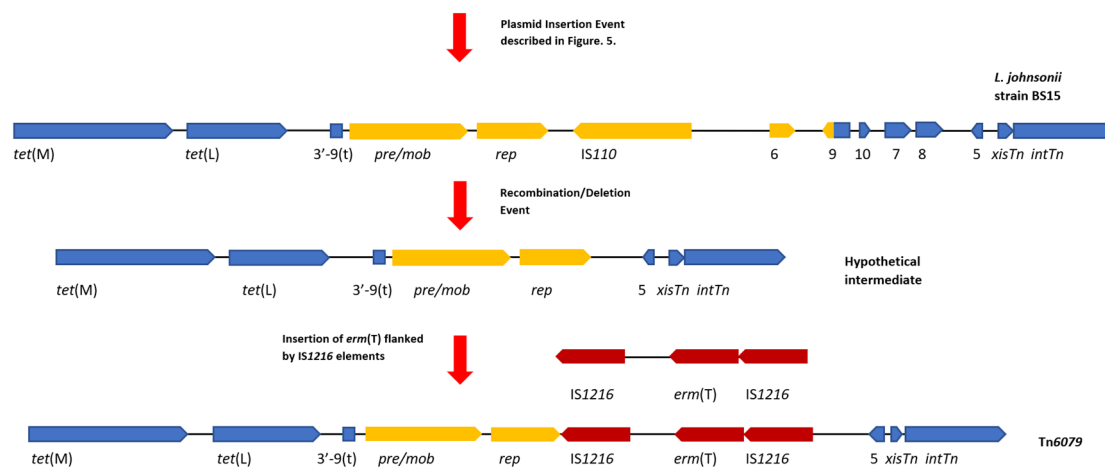 Plasmid Insertion Event
described in Figure. 5.
L. johnsonii
strain BS15
tet(M) tet(L) 3'-9(t) pre/mob rep IS110 6 9 10 7 8 5 xisTn intTn
Recombination/Deletion
Event
Hypothetical
intermediate
tet(M) tet(L) 3'-9(t) pre/mob rep 5 xisTn intTn
Insertion of erm(T) flanked
by IS1216 elements
IS1216 erm(T) IS1216
Tn6079
tet(M) tet(L) 3'-9(t) pre/mob rep IS1216 erm(T) IS1216 5 xisTn intTn